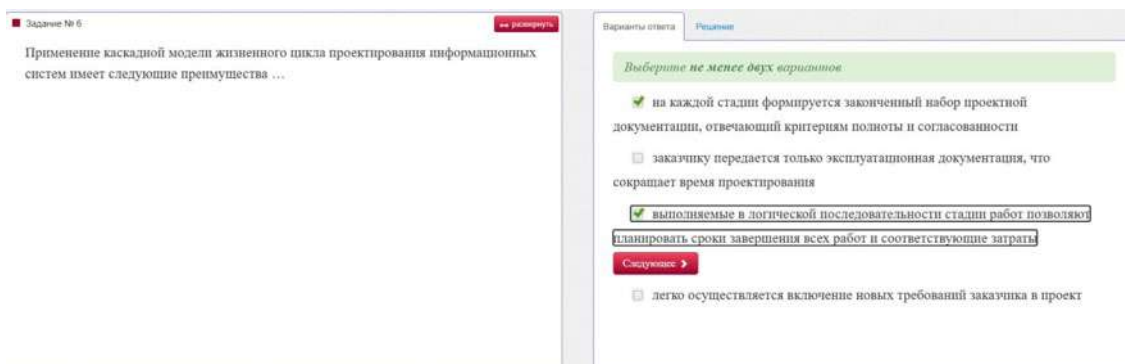 Задание № 6
развернуть
Применение каскадной модели жизненного цикла проектирования информационных
систем имеет следующие преимущества …
Варианты ответа
Решение
Выберите не менее двух вариантов
на каждой стадии формируется законченный набор проектной
документации, отвечающий критериям полноты и согласованности
заказчику передается только эксплуатационная документация, что
сокращает время проектирования
выполняемые в логической последовательности стадии работ позволяют
планировать сроки завершения всех работ и соответствующие затраты
Следующее
легко осуществляется включение новых требований заказчика в проект